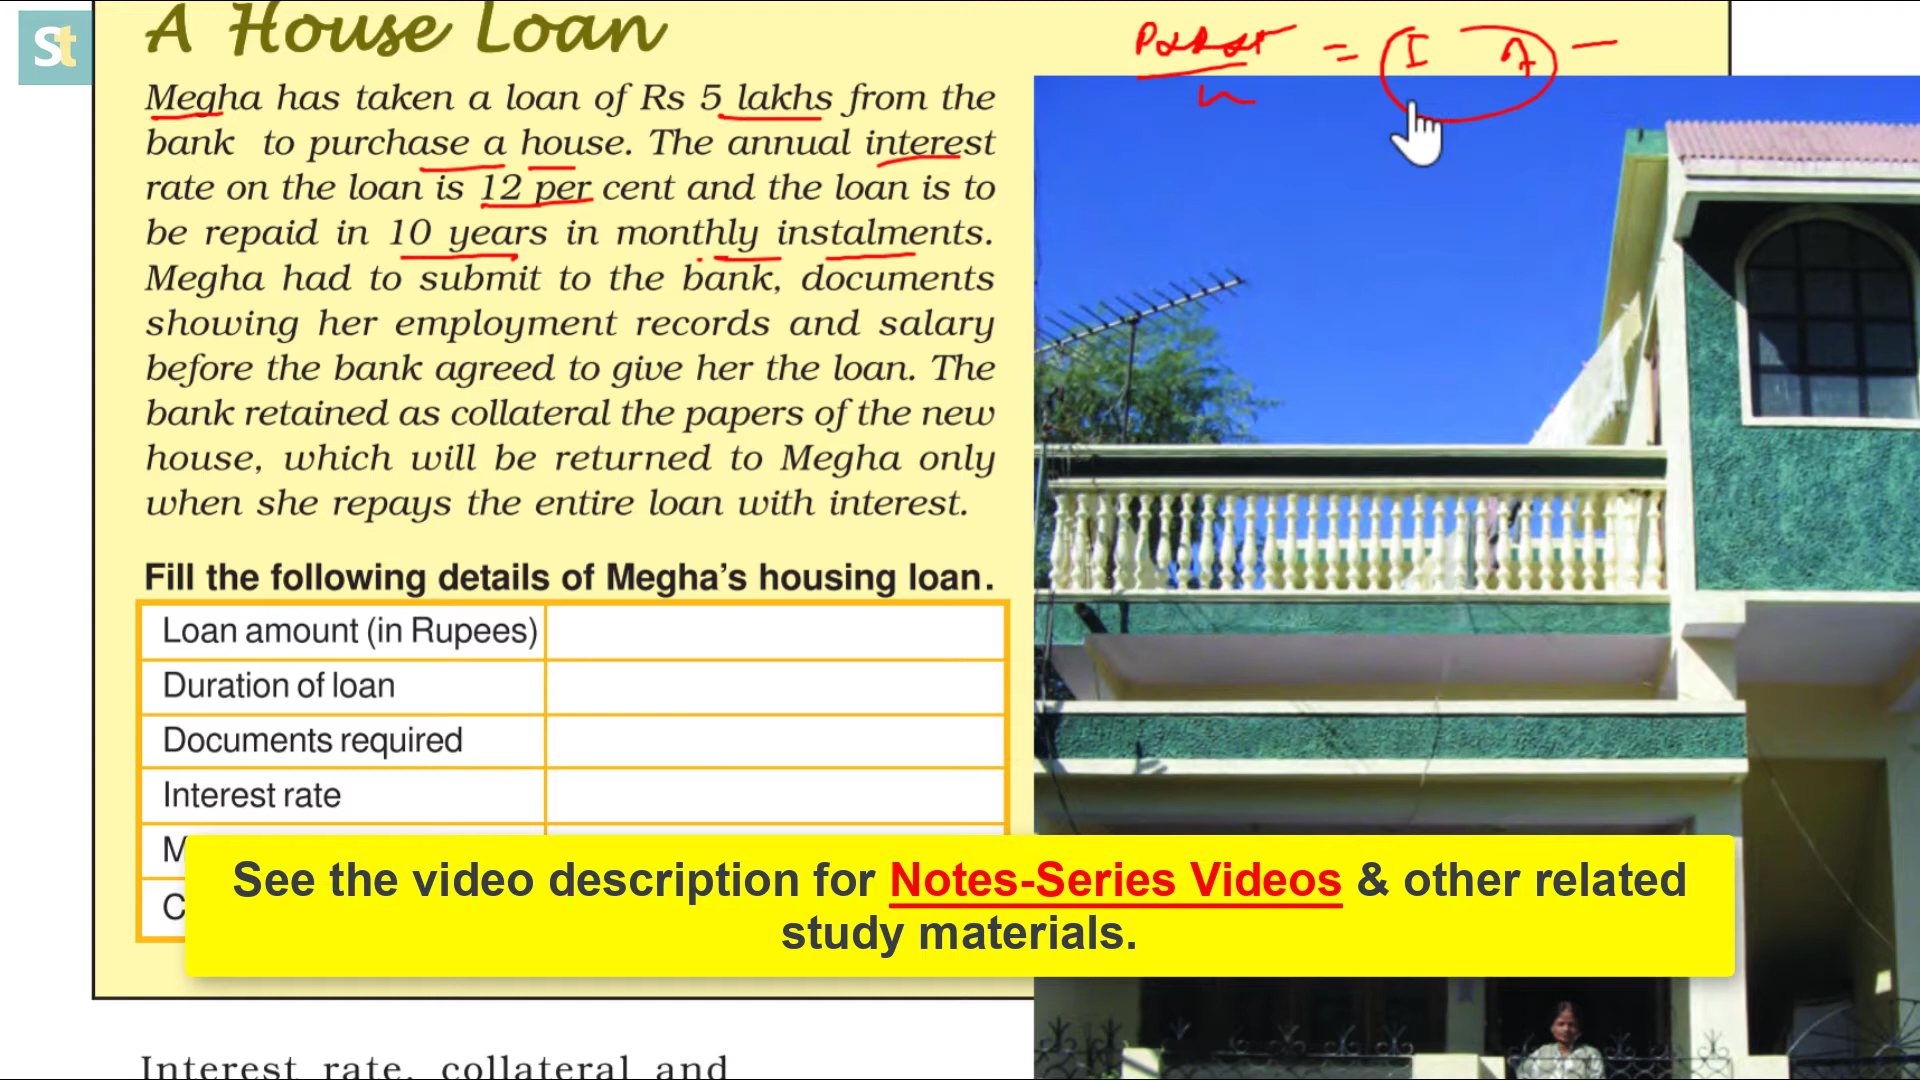 St
A House Loan
Megha has taken a loan of Rs 5 lakhs from the
bank to purchase a house. The annual interest
rate on the loan is 12 per cent and the loan is to
be repaid in 10 years in monthly instalments.
Megha had to submit to the bank, documents
showing her employment records and salary
before the bank agreed to give her the loan. The
bank retained as collateral the papers of the new
house, which will be returned to Megha only
when she repays the entire loan with interest.
Fill the following details of Megha's housing loan.
Loan amount (in Rupees)
Duration of loan
Documents required
Interest rate
M
C
See the video description for Notes-Series Videos & other related
study materials.
Interest rate, collateral and